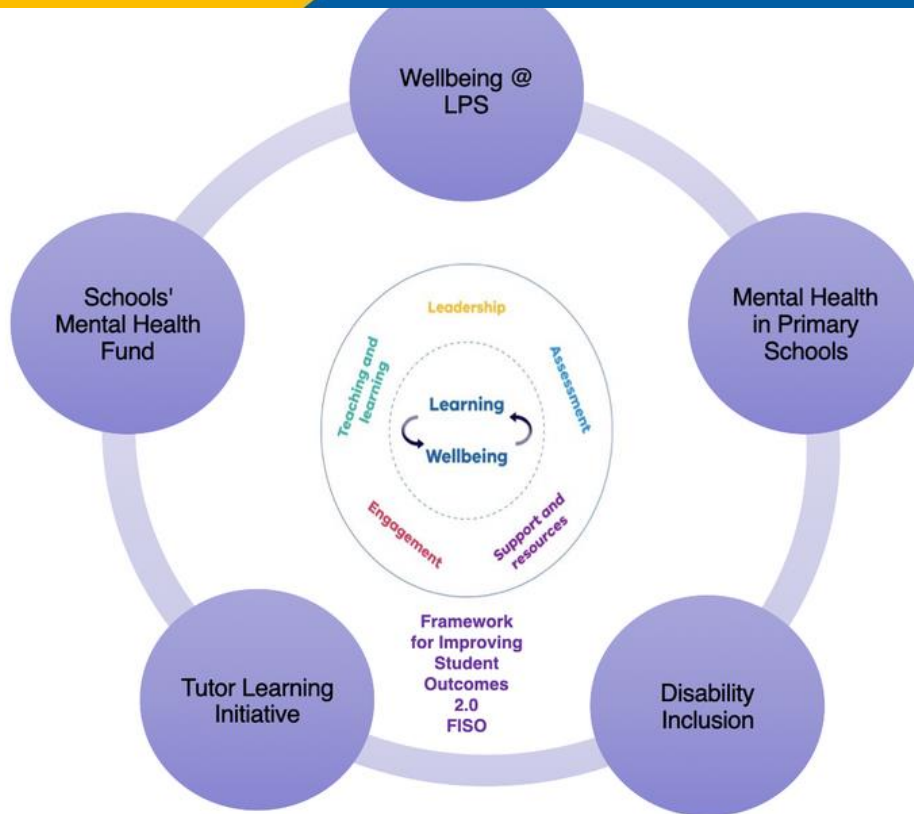 Wellbeing @
LPS
Schools'
Mental Health
Fund
Mental Health
in Primary
Schools
Leadership
Teaching and
learning
Assessment
Learning
Wellbeing
Engagement
Support and
resources
Framework
for Improving
Student
Outcomes
2.0
FISO
Tutor Learning
Initiative
Disability
Inclusion